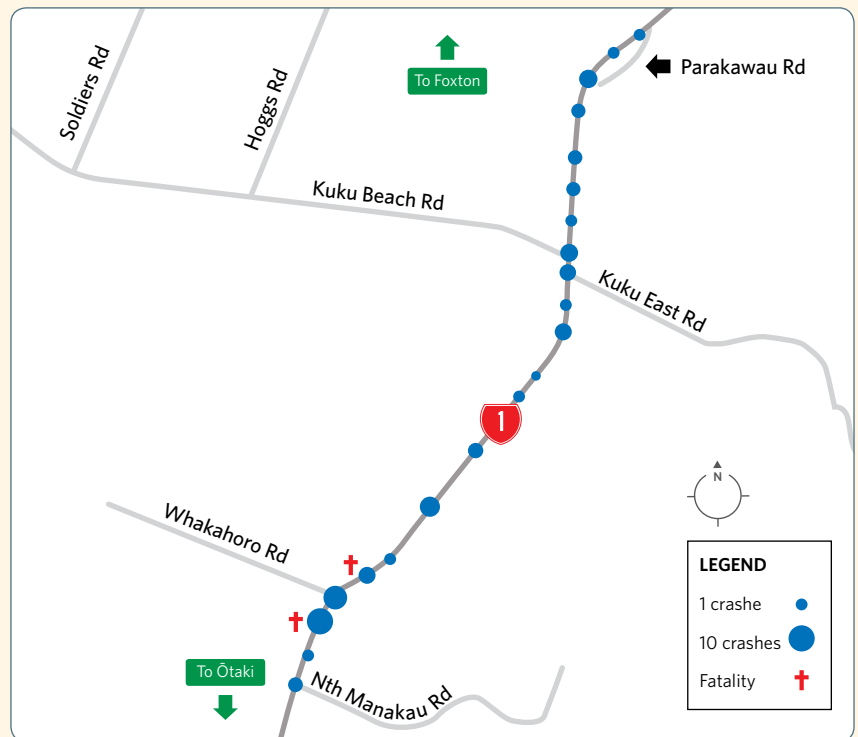 Soldiers Rd
Hoggs Rd
To Foxton
Parakawau Rd
Kuku Beach Rd
Kuku East Rd
1
N
Whakahoro Rd
LEGEND
1 crashe
10 crashes
Fatality
To Ōtaki
Nth Manakau Rd